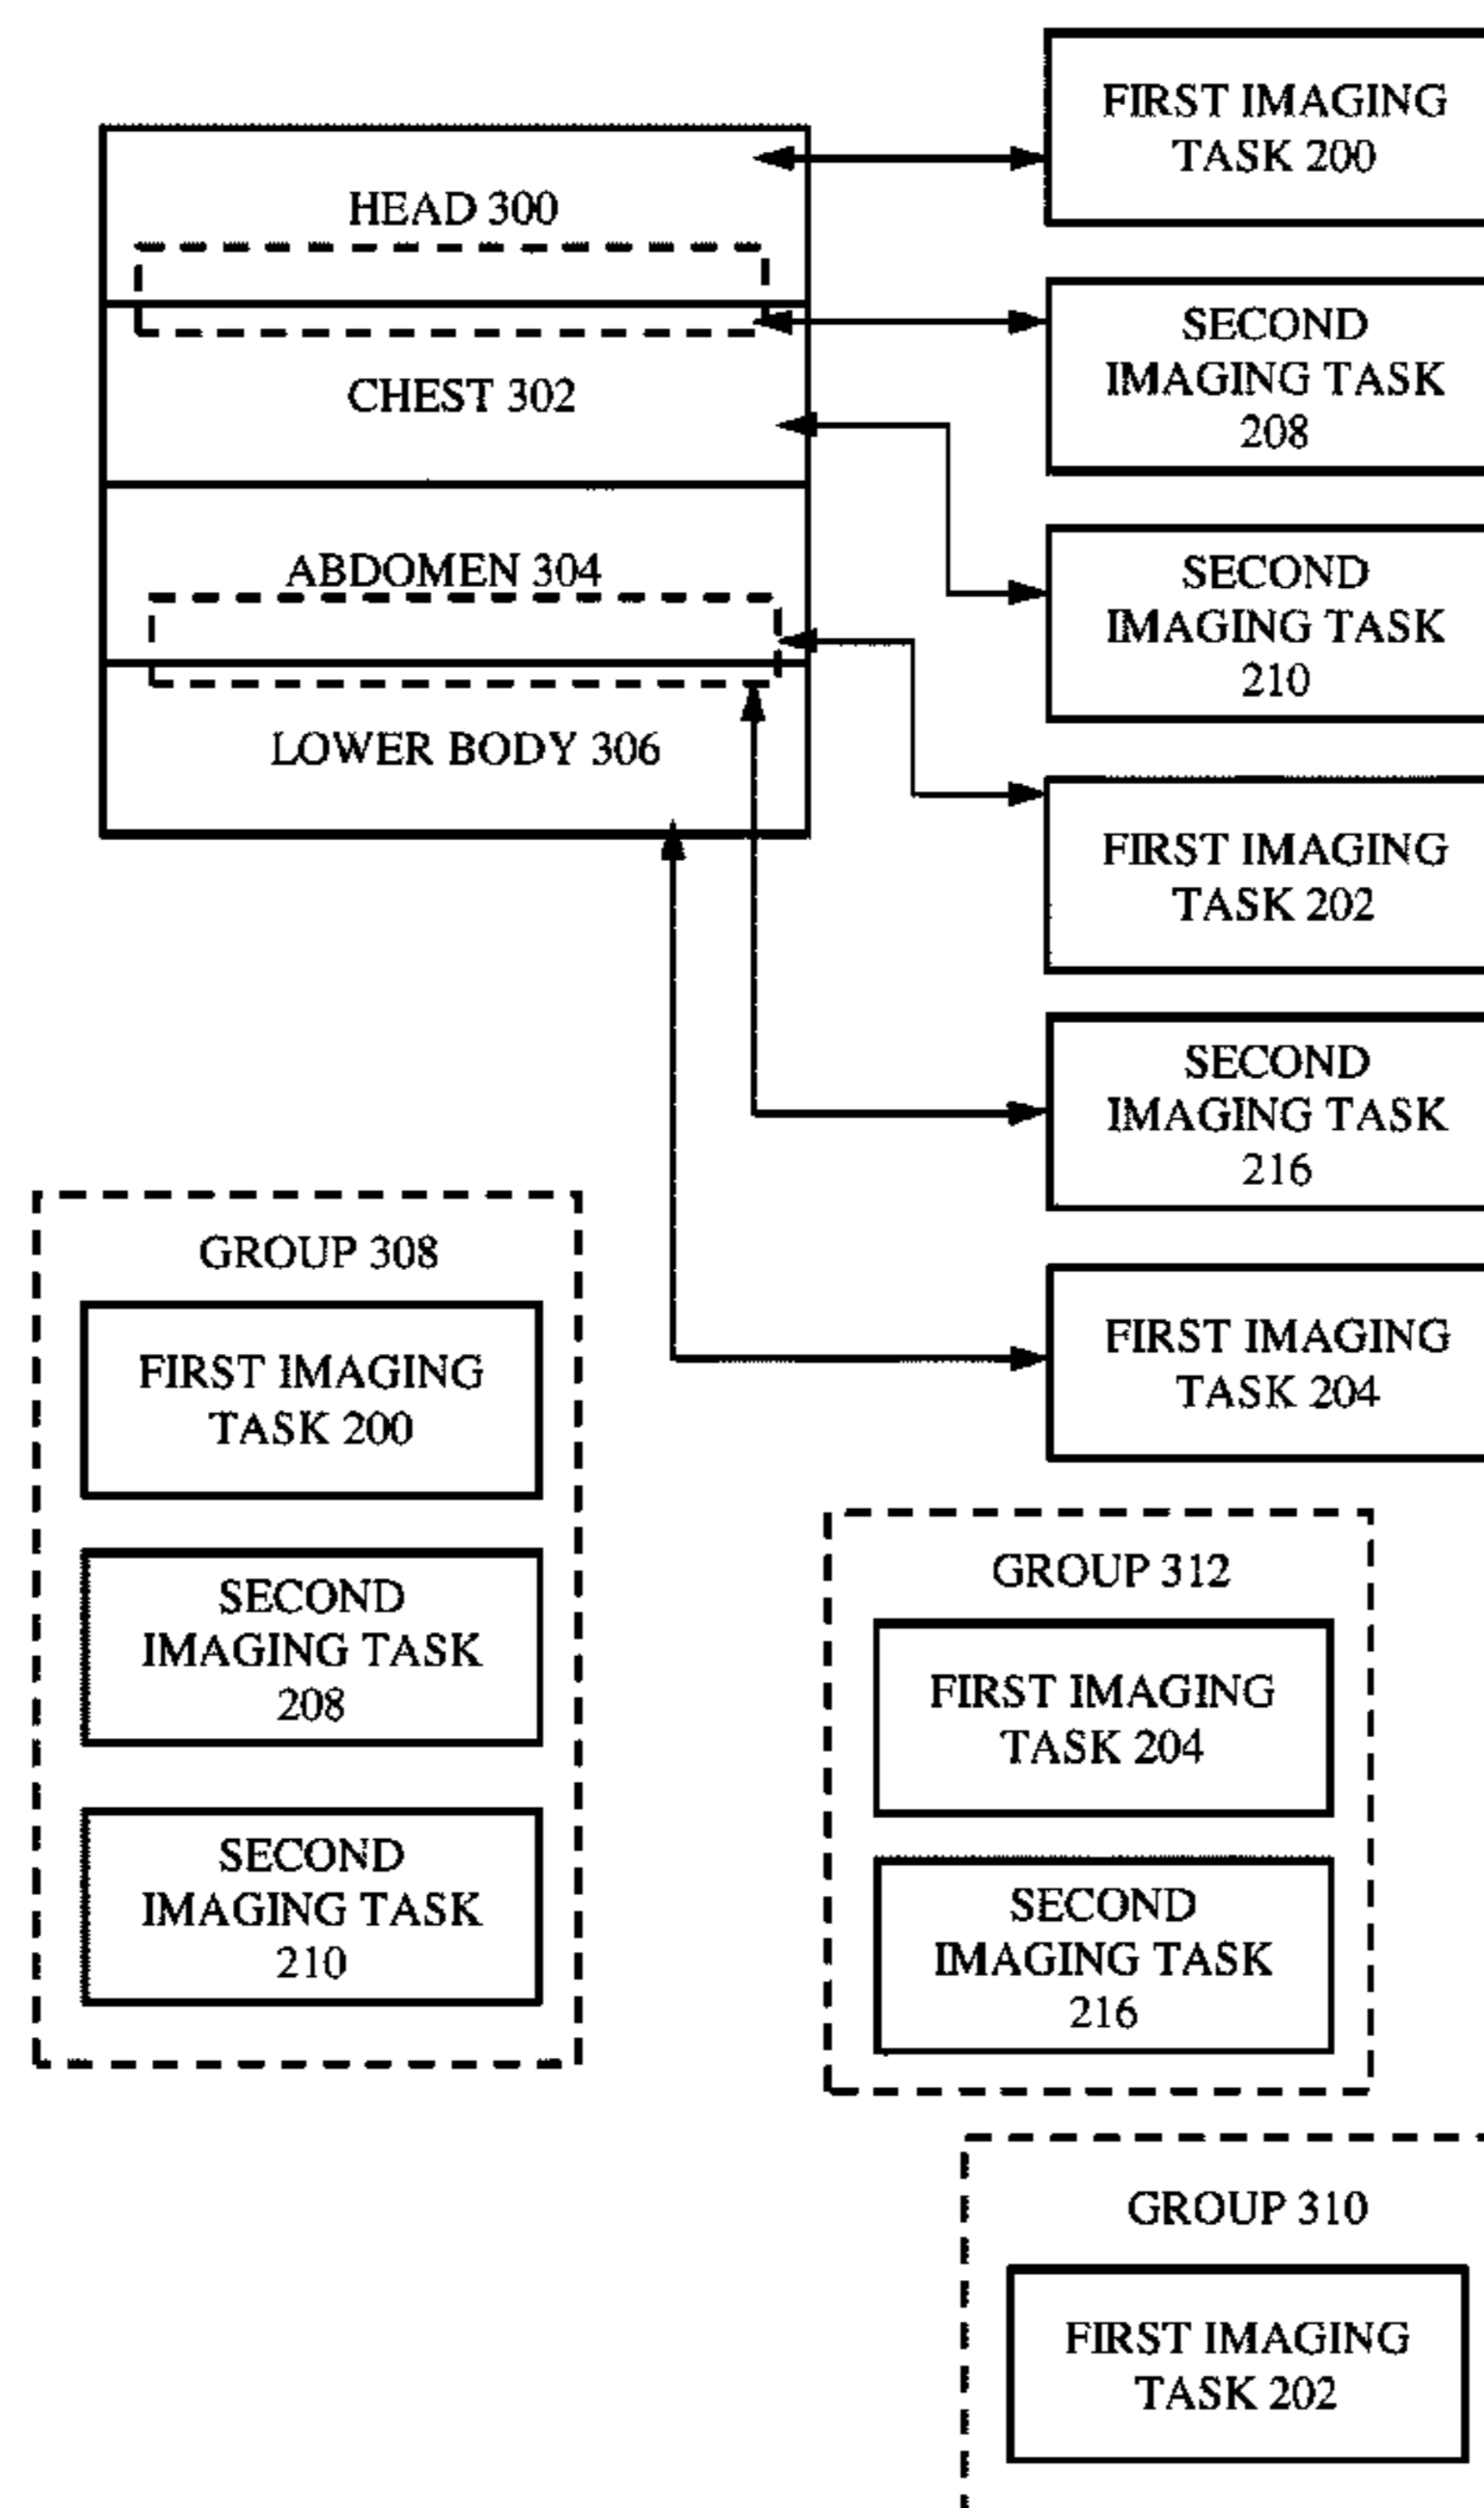 HEAD 300
CHEST 302
ABDOMEN 304
LOWER BODY 306
FIRST IMAGING
TASK 200
SECOND
IMAGING TASK
208
SECOND
IMAGING TASK
210
FIRST IMAGING
TASK 202
SECOND
IMAGING TASK
216
FIRST IMAGING
TASK 204
GROUP 308
FIRST IMAGING
TASK 200
SECOND
IMAGING TASK
208
SECOND
IMAGING TASK
210
GROUP 312
FIRST IMAGING
TASK 204
SECOND
IMAGING TASK
216
GROUP 310
FIRST IMAGING
TASK 202